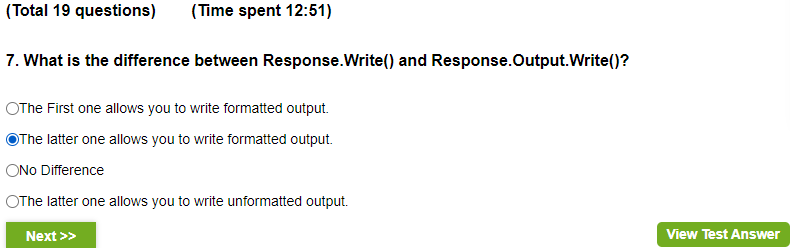 (Total 19 questions) (Time spent 12:51)
7. What is the difference between Response.Write() and Response.Output.Write()?
The First one allows you to write formatted output.
The latter one allows you to write formatted output.
No Difference
The latter one allows you to write unformatted output.
Next >> View Test Answer